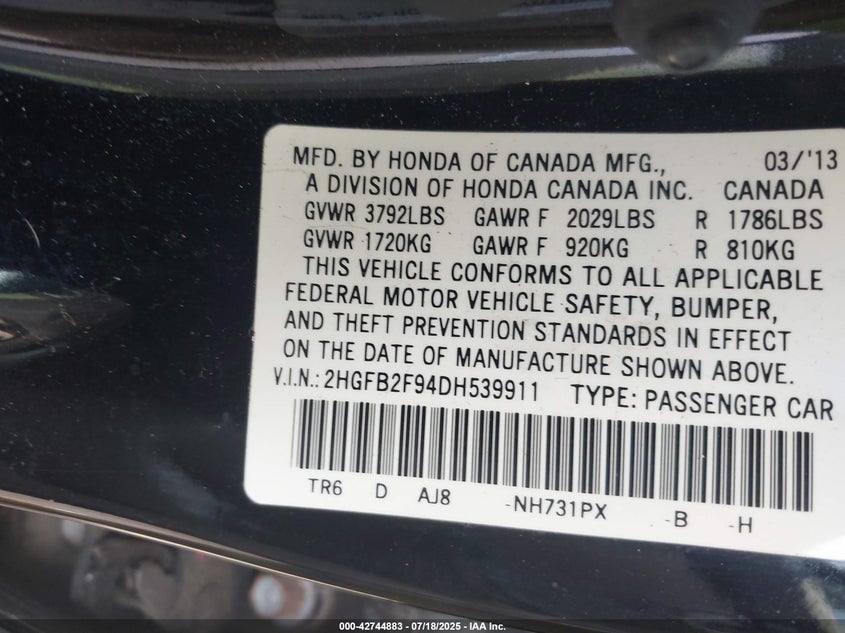 MFD. BY HONDA OF CANADA MFG., 03/'13
A DIVISION OF HONDA CANADA INC. CANADA
GVWR 3792LBS GAWR F 2029LBS R 1786LBS
GVWR 1720KG GAWR F 920KG R 810KG
THIS VEHICLE CONFORMS TO ALL APPLICABLE
FEDERAL MOTOR VEHICLE SAFETY, BUMPER,
AND THEFT PREVENTION STANDARDS IN EFFECT
ON THE DATE OF MANUFACTURE SHOWN ABOVE.
V.I.N.: 2HGFB2F94DH539911 TYPE: PASSENGER CAR
TR6 D AJ8 -NH731PX -B -H
000-42744883 | 07/18/2025 - IAA Inc.